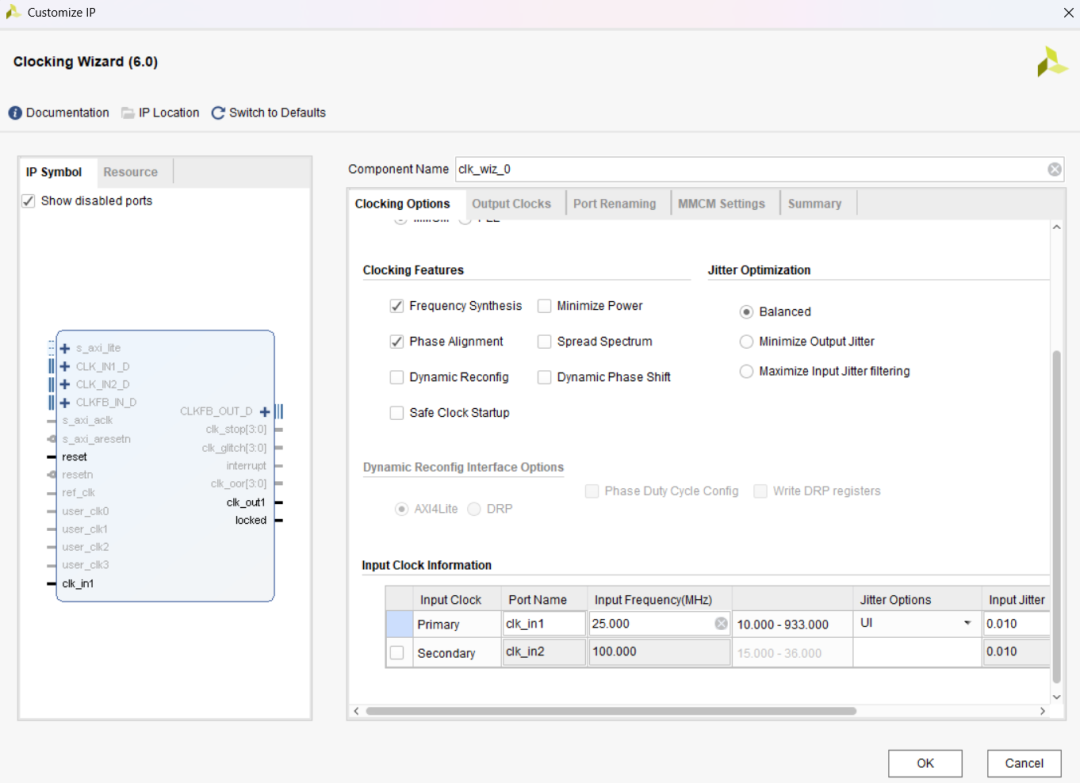 Customize IP
Clocking Wizard (6.0)
Documentation IP Location Switch to Defaults
IP Symbol Resource
Show disabled ports
s_axi_lite
CLK_IN1_D
CLK_IN2_D
CLKFB_IN_D
s_axi_aclk
s_axi_aresetn
reset
resetn
ref_clk
user_clk0
user_clk1
user_clk2
user_clk3
clk_in1
CLKFB_OUT_D
clk_stop[3:0]
clk_glitch[3:0]
interrupt
clk_oor[3:0]
clk_out1
locked
Component Name clk_wiz_0
Clocking Options Output Clocks Port Renaming MMCM Settings Summary
MMCM PLL
Clocking Features
Frequency Synthesis Minimize Power
Phase Alignment Spread Spectrum
Dynamic Reconfig Dynamic Phase Shift
Safe Clock Startup
Jitter Optimization
Balanced
Minimize Output Jitter
Maximize Input Jitter filtering
Dynamic Reconfig Interface Options
Phase Duty Cycle Config Write DRP registers
AXI4Lite DRP
Input Clock Information
Input Clock Port Name Input Frequency(MHz) Jitter Options Input Jitter
Primary clk_in1 25.000 10.000 - 933.000 UI 0.010
Secondary clk_in2 100.000 15.000 - 36.000 0.010
OK Cancel